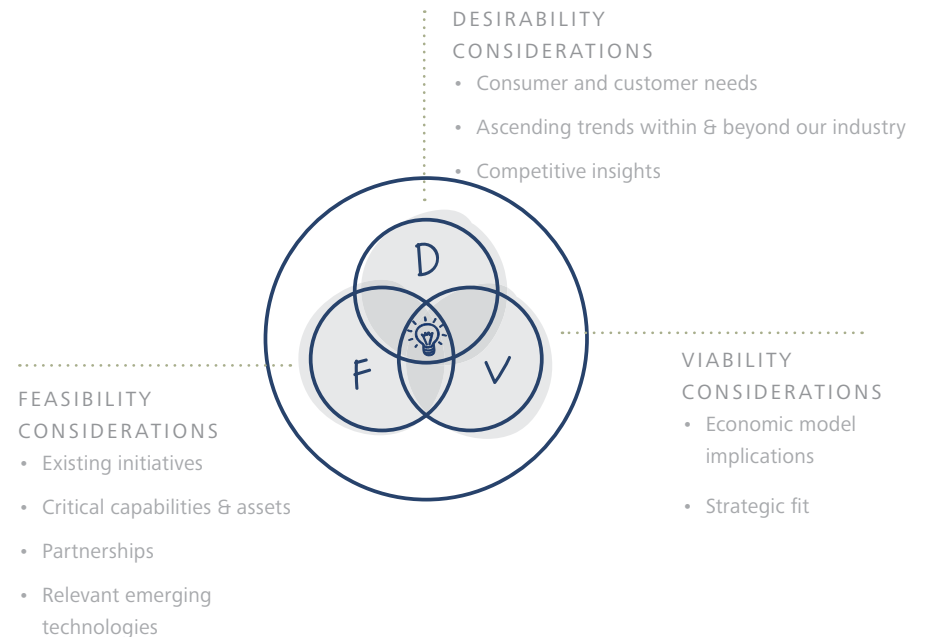 DESIRABILITY
CONSIDERATIONS
• Consumer and customer needs
• Ascending trends within & beyond our industry
• Competitive insights
D
F
V
VIABILITY
CONSIDERATIONS
• Economic model
implications
• Strategic fit
FEASIBILITY
CONSIDERATIONS
• Existing initiatives
• Critical capabilities & assets
• Partnerships
• Relevant emerging
technologies